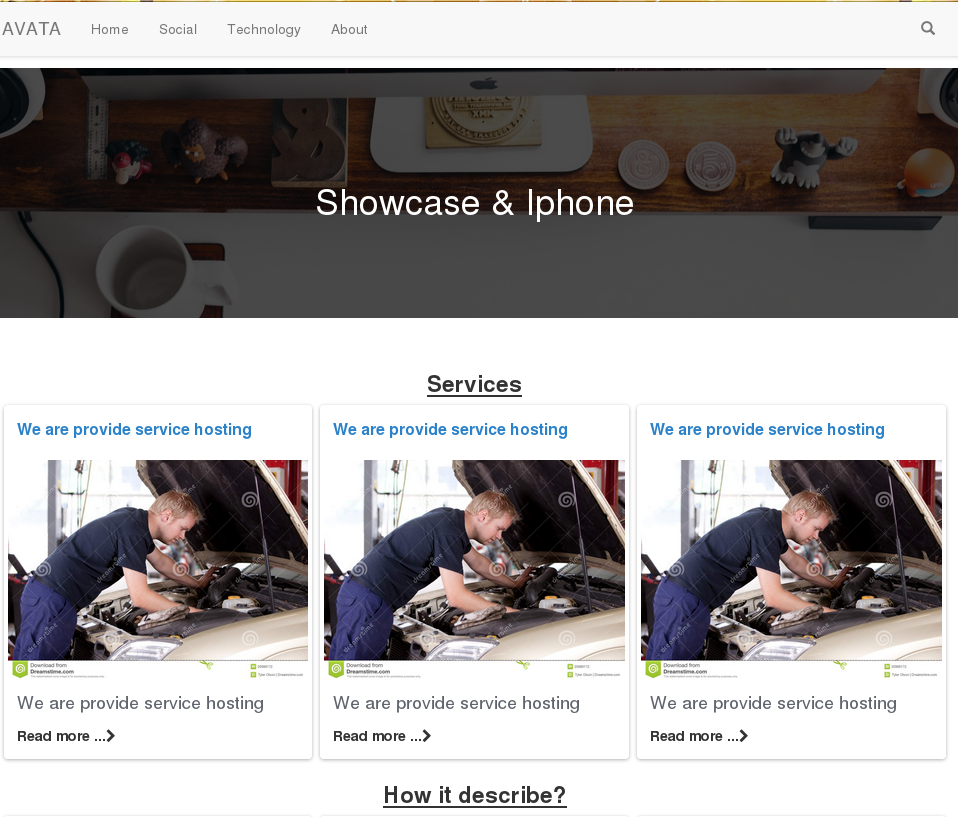 AVATA Home Social Technology About
Showcase & Iphone
Services
We are provide service hosting We are provide service hosting We are provide service hosting
dreamstime dreamstime dreamstime
Download from Download from Download from
Dreamstime.com Dreamstime.com Dreamstime.com
We are provide service hosting We are provide service hosting We are provide service hosting
Read more ... Read more ... Read more ...
How it describe?